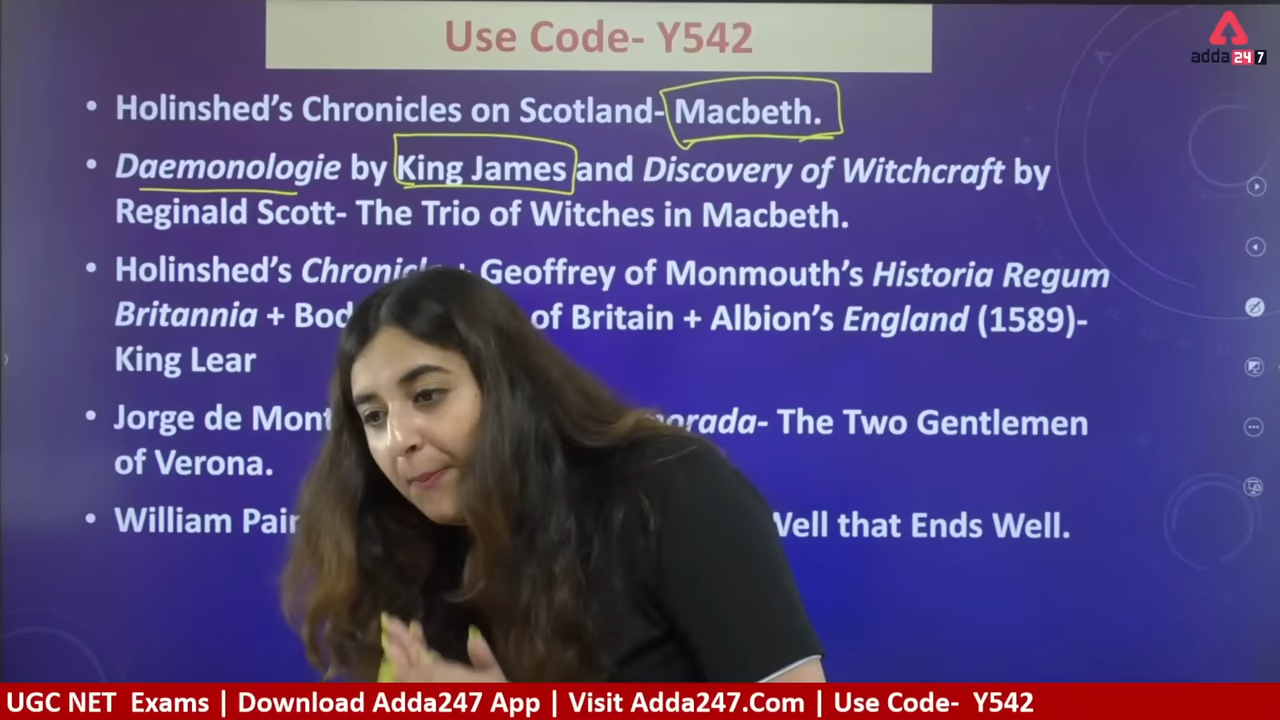 Use Code- Y542
adda247
• Holinshed’s Chronicles on Scotland- Macbeth.
• Daemonologie by King James and Discovery of Witchcraft by
Reginald Scott- The Trio of Witches in Macbeth.
• Holinshed’s Geoffrey of Monmouth’s Historia Regum
Britannia + of Britain + Albion’s England (1589)-
King Lear
• Jorge de The Two Gentlemen
of Verona.
• William that Ends Well.
UGC NET Exams | Download Adda247 App | Visit Adda247.Com | Use Code- Y542